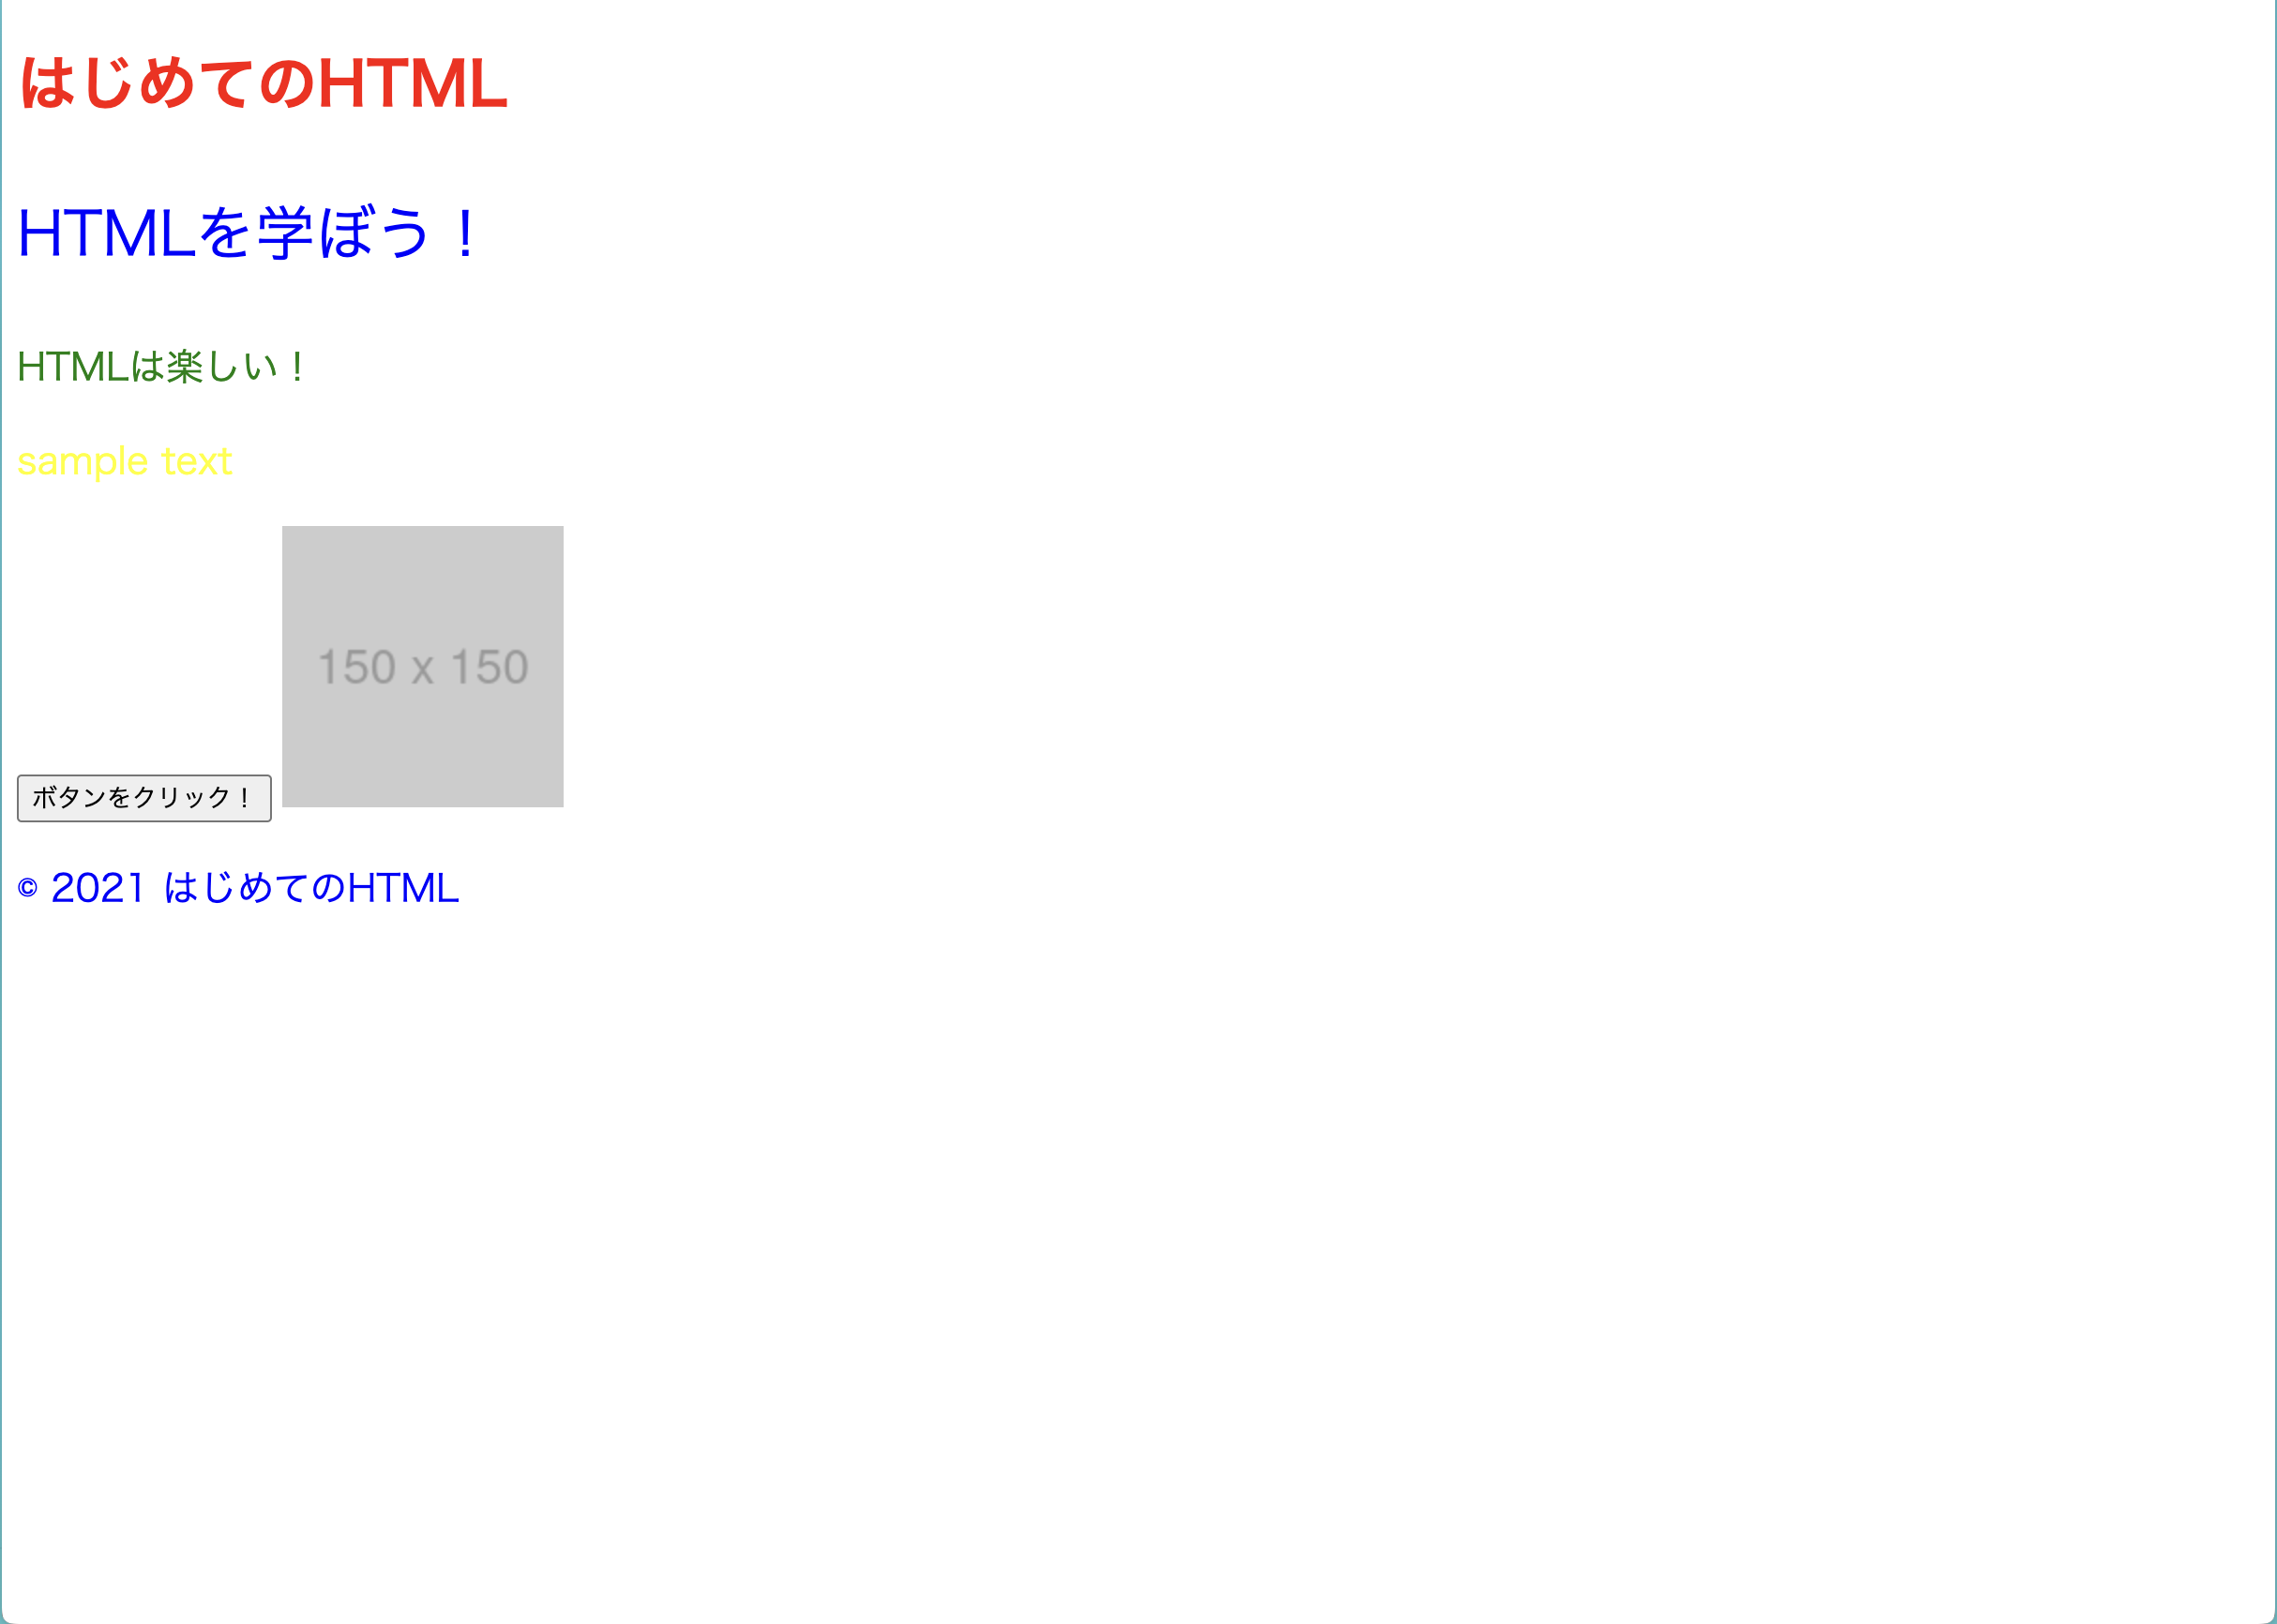 はじめてのHTML
HTMLを学ぼう！
HTMLは楽しい！
sample text
150 x 150
ボタンをクリック！
© 2021 はじめてのHTML